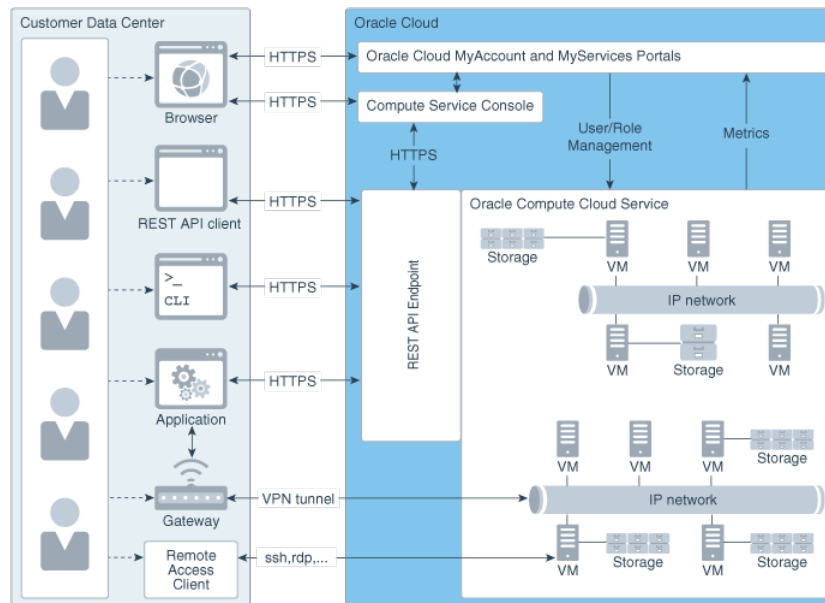 Customer Data Center
Oracle Cloud
HTTPS
Oracle Cloud MyAccount and MyServices Portals
HTTPS
Compute Service Console
Browser
HTTPS
User/Role
Management
Metrics
REST API client
HTTPS
REST API Endpoint
Oracle Compute Cloud Service
Storage
VM
VM
VM
>_
CLI
HTTPS
IP network
VM
Storage
VM
Application
HTTPS
VM
VM
VM
Storage
Gateway
VPN tunnel
IP network
Remote
Access
Client
ssh,rdp,...
VM
Storage
VM
Storage